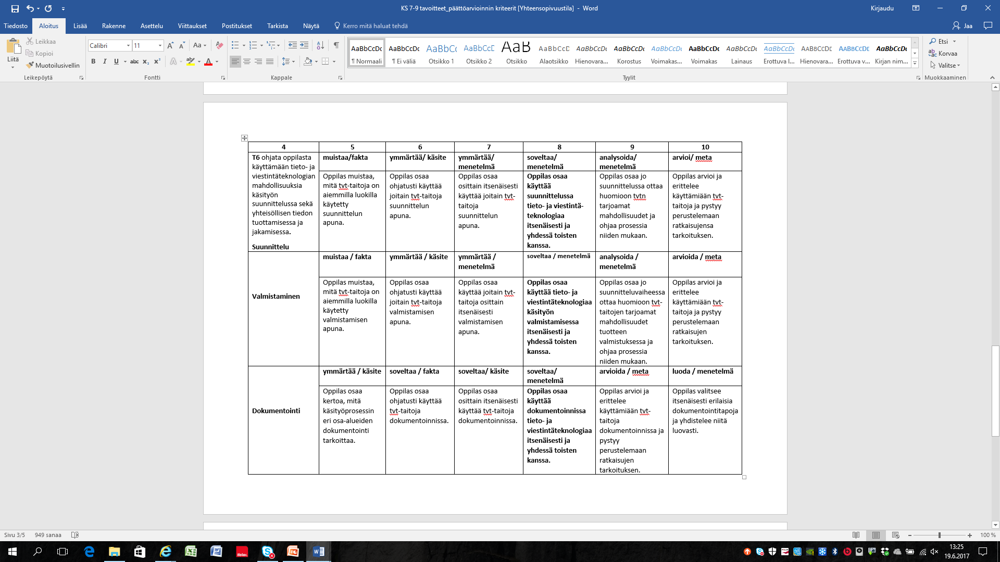 KS 7-9 tavoitteet_päättöarvioinnin kriteerit [Yhteensopivuustila] - Word
Kirjaudu
Tiedosto Aloitus Lisää Rakenne Asettelu Viittaukset Postitukset Tarkista Näytä Kerro mitä haluat tehdä Jaa
Liitä
Leikkaa
Kopioi
Muotoilusivellin
Leikepöytä
Calibri 11
Fontti
Kappale
AaBbCcDc AaBbCcDc AaBbC AaBbCcD AaB AaBbCcD AaBbCcDc AaBbCcDc AaBbCcDc AaBbCcDc AaBbCcDc AaBbCcDc AABBCCDE AABBCCDE AaBbCcDc
¶ Normaali ¶ Ei väliä Otsikko 1 Otsikko 2 Otsikko Alaotsikko Hienovara... Korostus Voimakas... Voimakas Lainaus Erottuva l... Hienovara... Erottuva v... Kirjan nim...
Tyylit
Etsi
Korvaa
Valitse
Muokkaaminen
4 5 6 7 8 9 10
T6 ohjata oppilasta
käyttämään tieto- ja
viestintäteknologian
mahdollisuuksia
käsityön
suunnittelussa sekä
yhteisöllisen tiedon
tuottamisessa ja
jakamisessa.
Suunnittelu
muistaa/fakta
ymmärtää/ käsite
ymmärtää/
menetelmä
soveltaa/
menetelmä
analysoida/
menetelmä
arvioi/ meta
Oppilas muistaa,
mitä tvt-taitoja on
aiemmilla luokilla
käytetty
suunnittelun
apuna.
Oppilas osaa
ohjatusti käyttää
joitain tvt-taitoja
suunnittelun
apuna.
Oppilas osaa
osittain itsenäisesti
käyttää joitain tvt-
taitoja
suunnittelun
apuna.
Oppilas osaa
käyttää
suunnittelussa
tieto- ja viestintä-
teknologiaa
itsenäisesti ja
yhdessä toisten
kanssa.
Oppilas osaa jo
suunnittelussa ottaa
huomioon tvtn
tarjoamat
mahdollisuudet ja
ohjaa prosessia
niiden mukaan.
Oppilas arvioi ja
erittelee
käyttämiään tvt-
taitoja ja pystyy
perustelemaan
ratkaisujensa
tarkoituksen.
Valmistaminen
muistaa / fakta
ymmärtää / käsite
ymmärtää /
menetelmä
soveltaa / menetelmä
analysoida /
menetelmä
arvioida / meta
Oppilas muistaa,
mitä tvt-taitoja on
aiemmilla luokilla
käytetty
valmistamisen
apuna.
Oppilas osaa
ohjatusti käyttää
joitain tvt-taitoja
valmistamisen
apuna.
Oppilas osaa
käyttää joitain tvt-
taitoja osittain
itsenäisesti
valmistamisen
apuna.
Oppilas osaa
käyttää tieto- ja
viestintäteknologiaa
käsityön
valmistamisessa
itsenäisesti ja
yhdessä toisten
kanssa.
Oppilas osaa jo
suunnitteluvaiheessa
ottaa huomioon tvt-
taitojen tarjoamat
mahdollisuudet
tuotteen
valmistuksessa ja
ohjaa prosessia
niiden mukaan.
Oppilas arvioi ja
erittelee
käyttämiään tvt-
taitoja ja pystyy
perustelemaan
ratkaisujen
tarkoituksen.
Dokumentointi
ymmärtää / käsite
soveltaa / fakta
soveltaa/ käsite
soveltaa/
menetelmä
arvioida / meta
luoda / menetelmä
Oppilas osaa
kertoa, mitä
käsityöprosessin
eri osa-alueiden
dokumentointi
tarkoittaa.
Oppilas osaa
ohjatusti käyttää
tvt-taitoja
dokumentoinnissa.
Oppilas osaa
osittain itsenäisesti
käyttää tvt-taitoja
dokumentoinnissa.
Oppilas osaa
käyttää
dokumentoinnissa
tieto- ja
viestintäteknologiaa
itsenäisesti ja
yhdessä toisten
kanssa.
Oppilas arvioi ja
erittelee
käyttämiään tvt-
taitoja
dokumentoinnissa ja
pystyy
perustelemaan
ratkaisujen
tarkoituksen.
Oppilas valitsee
itsenäisesti erilaisia
dokumentointitapoja
ja yhdistelee niitä
luovasti.
Sivu 3/5 949 sanaa
100 %
ifolor.
13:25
19.6.2017